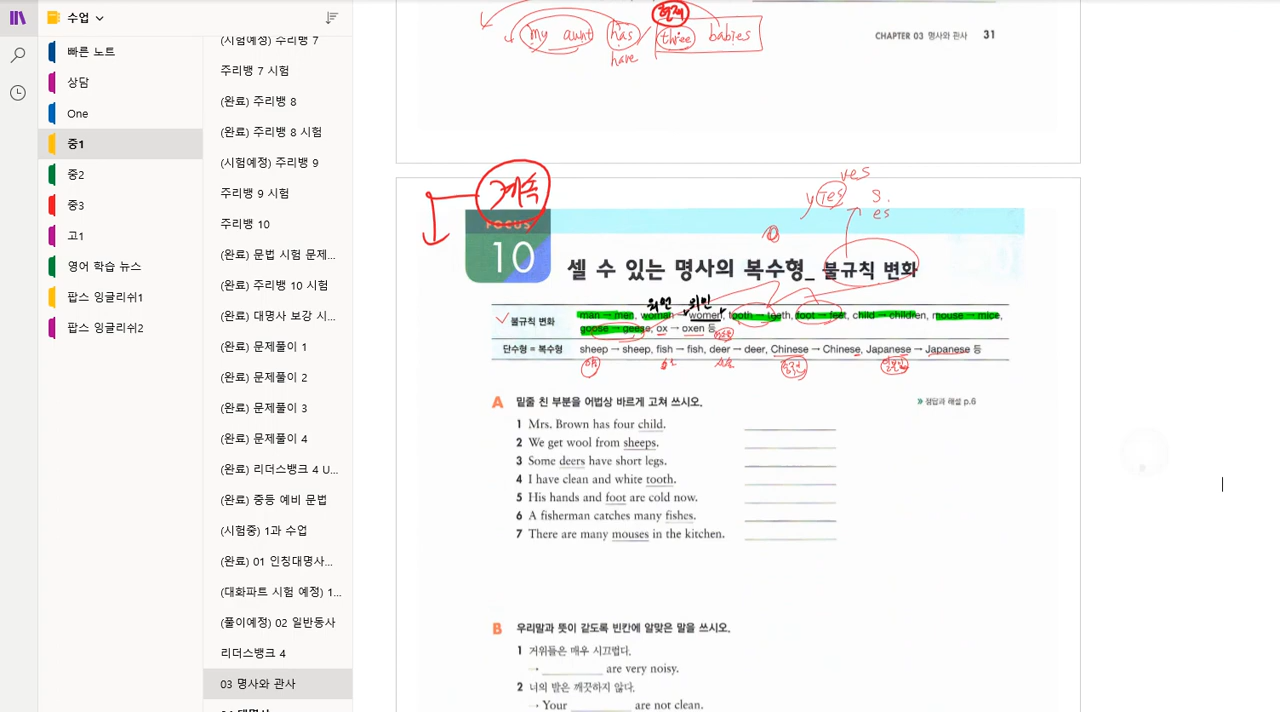 수업
빠른 노트
상담
One
중1
중2
중3
고1
영어 학습 뉴스
팝스 잉글리쉬1
팝스 잉글리쉬2
(시험예정) 주리뱅 7
주리뱅 7 시험
(완료) 주리뱅 8
(완료) 주리뱅 8 시험
(시험예정) 주리뱅 9
주리뱅 9 시험
주리뱅 10
(완료) 문법 시험 문제...
(완료) 주리뱅 10 시험
(완료) 대명사 보강 시...
(완료) 문제풀이 1
(완료) 문제풀이 2
(완료) 문제풀이 3
(완료) 문제풀이 4
(완료) 리더스뱅크 4 U...
(완료) 중등 예비 문법
(시험중) 1과 수업
(완료) 01 인칭대명사...
(대화파트 시험 예정) 1...
(풀이예정) 02 일반동사
리더스뱅크 4
03 명사와 관사
현재
my aunt has three babies
have
CHAPTER 03 명사와 관사 31
계속
ves
y s.
es
FOCUS
10
셀 수 있는 명사의 복수형_ 불규칙 변화
워먼 위민
불규칙 변화
man → men, woman → women, tooth → teeth, foot → feet, child → children, mouse → mice,
goose → geese, ox → oxen 등
단수형 = 복수형
sheep → sheep, fish → fish, deer → deer, Chinese → Chinese, Japanese → Japanese 등
A 밑줄 친 부분을 어법상 바르게 고쳐 쓰시오.
» 정답과 해설 p.6
1 Mrs. Brown has four child.
2 We get wool from sheeps.
3 Some deers have short legs.
4 I have clean and white tooth.
5 His hands and foot are cold now.
6 A fisherman catches many fishes.
7 There are many mouses in the kitchen.
B 우리말과 뜻이 같도록 빈칸에 알맞은 말을 쓰시오.
1 거위들은 매우 시끄럽다.
→ are very noisy.
2 너의 발은 깨끗하지 않다.
→ Your are not clean.